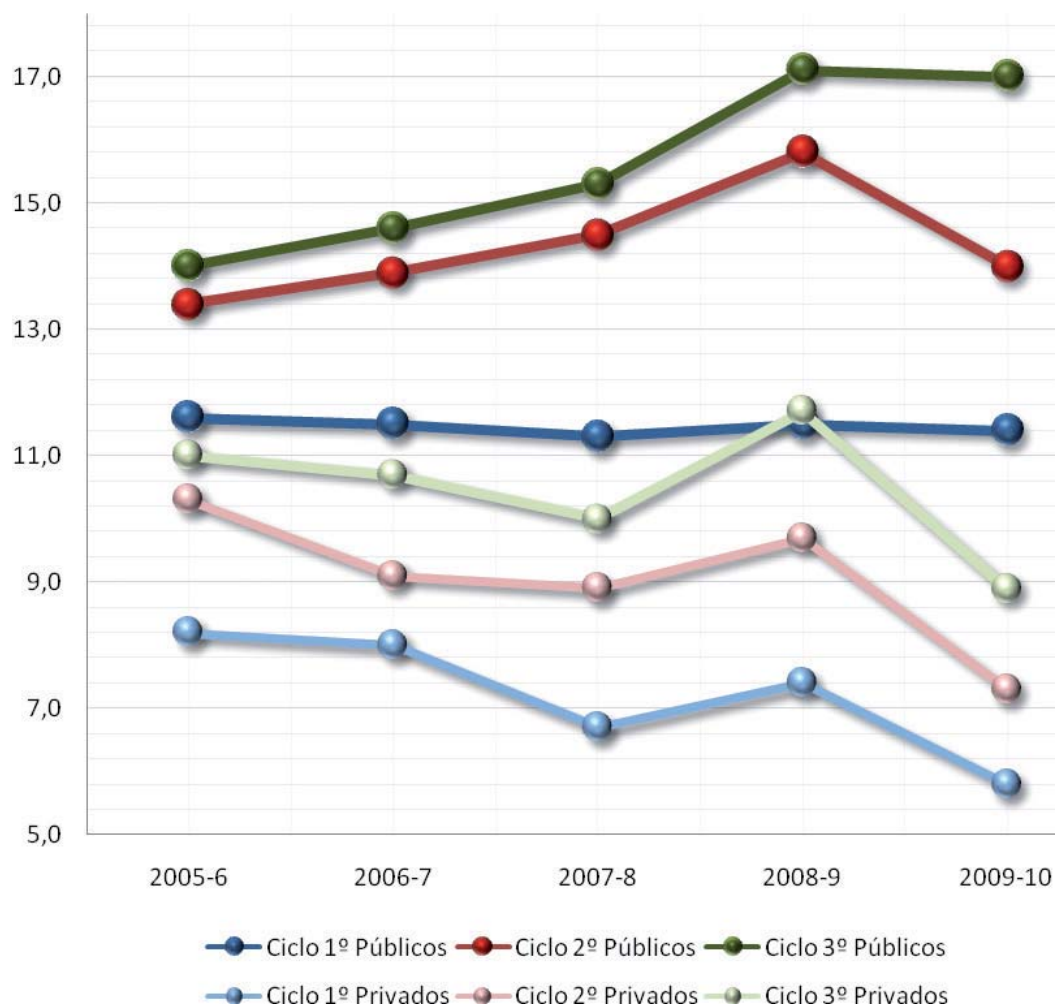 17,0
15,0
13,0
11,0
9,0
7,0
5,0
2005-6 2006-7 2007-8 2008-9 2009-10
Ciclo 1º Públicos Ciclo 2º Públicos Ciclo 3º Públicos
Ciclo 1º Privados Ciclo 2º Privados Ciclo 3º Privados